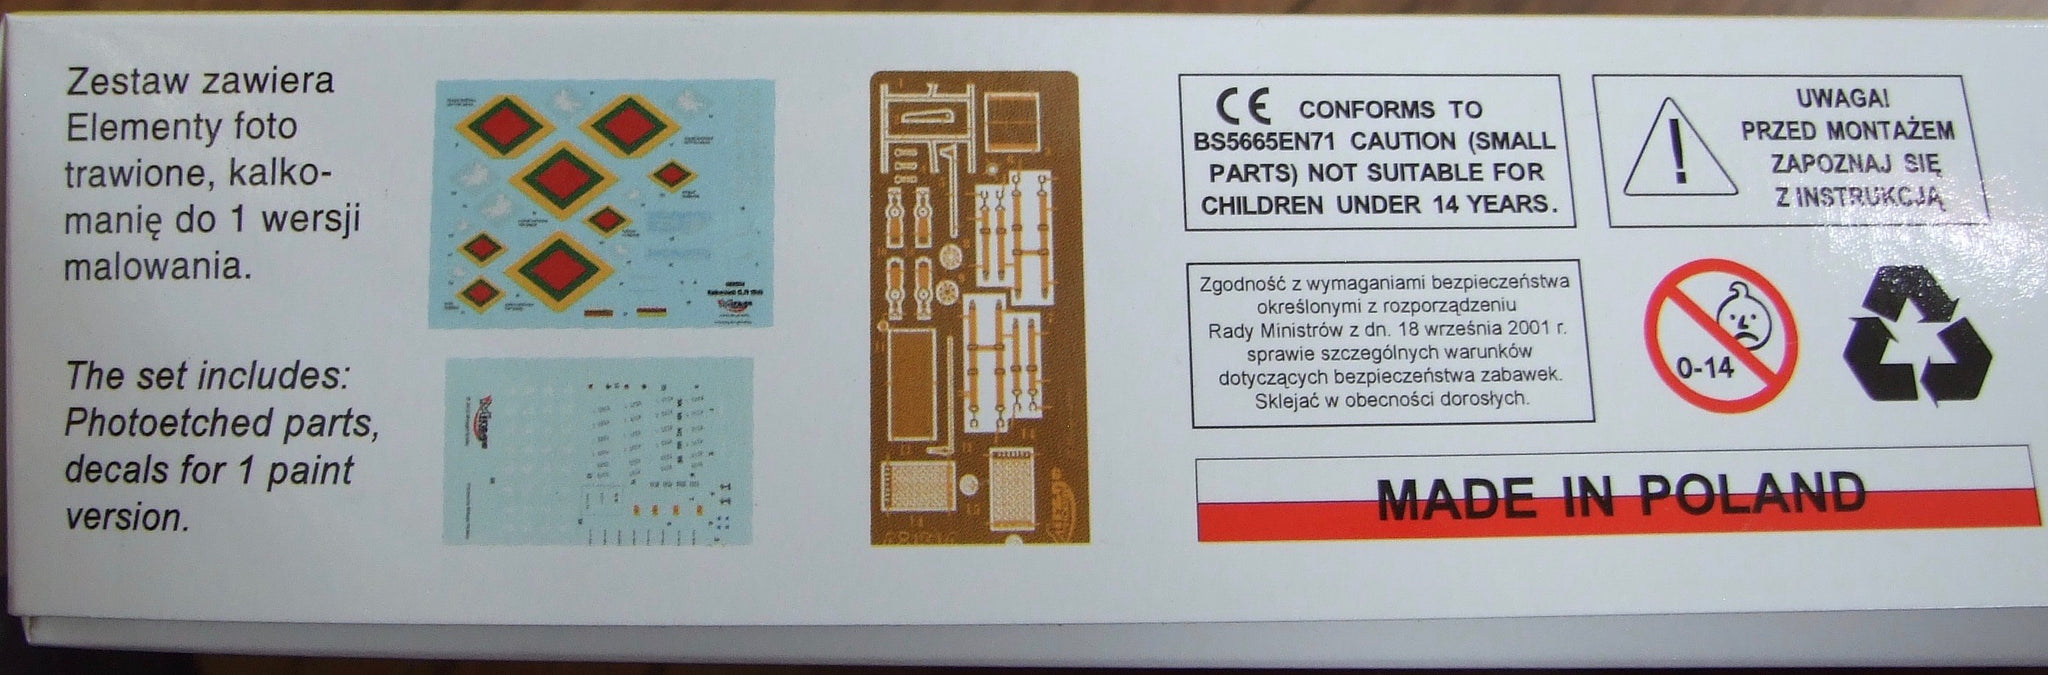 Zestaw zawiera
Elementy foto
trawione, kalko-
manię do 1 wersji
malowania.
The set includes:
Photoetched parts,
decals for 1 paint
version.
CE CONFORMS TO
BS5665EN71 CAUTION (SMALL
PARTS) NOT SUITABLE FOR
CHILDREN UNDER 14 YEARS.
UWAGA!
PRZED MONTAŻEM
ZAPOZNAJ SIĘ
Z INSTRUKCJĄ
Zgodność z wymaganiami bezpieczeństwa
określonymi z rozporządzeniu
Rady Ministrów z dn. 18 września 2001 r.
sprawie szczególnych warunków
dotyczących bezpieczeństwa zabawek.
Sklejać w obecności dorosłych.
0-14
MADE IN POLAND